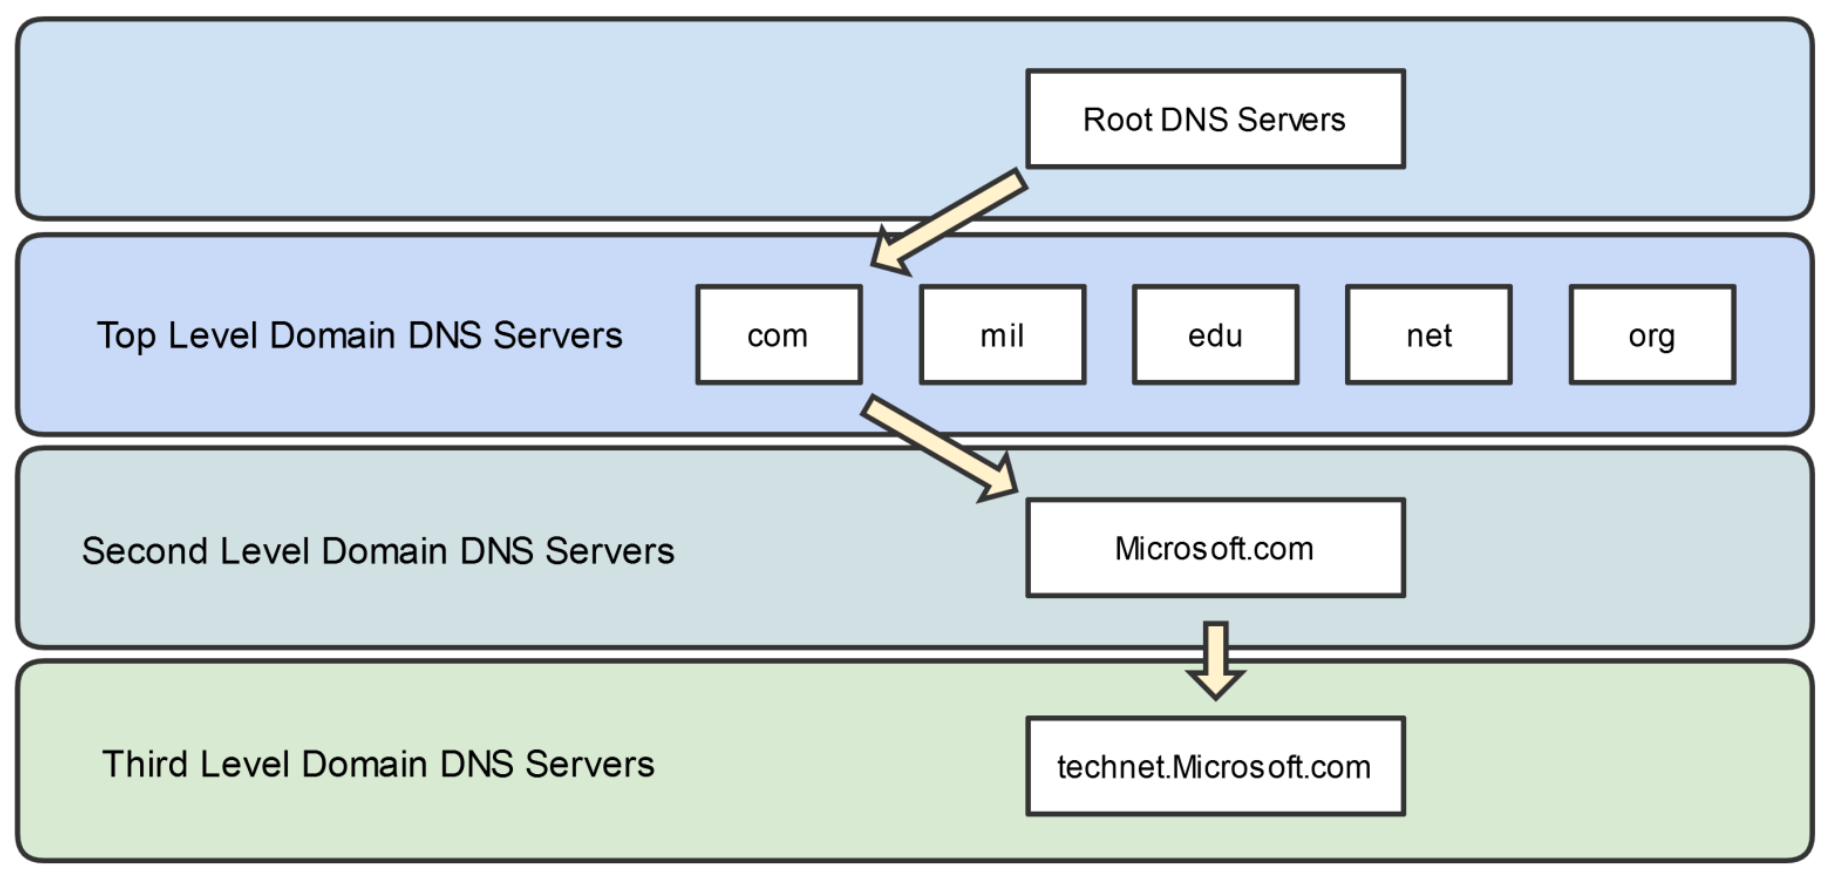 Root DNS Servers
Top Level Domain DNS Servers
com
mil
edu
net
org
Second Level Domain DNS Servers
Microsoft.com
Third Level Domain DNS Servers
technet.Microsoft.com